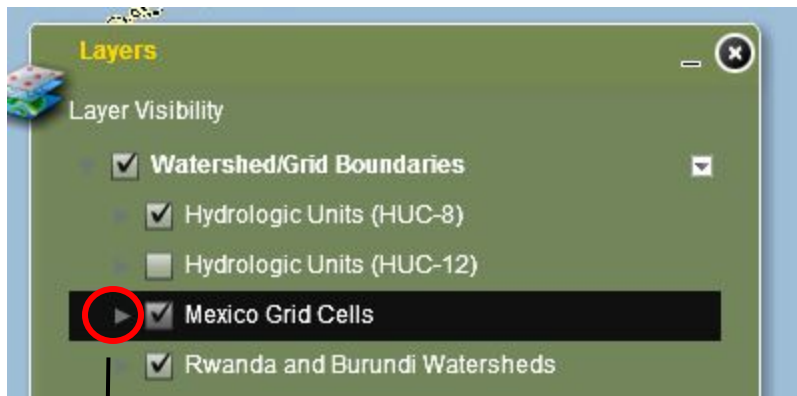 Layers
Layer Visibility
Watershed/Grid Boundaries
Hydrologic Units (HUC-8)
Hydrologic Units (HUC-12)
Mexico Grid Cells
Rwanda and Burundi Watersheds